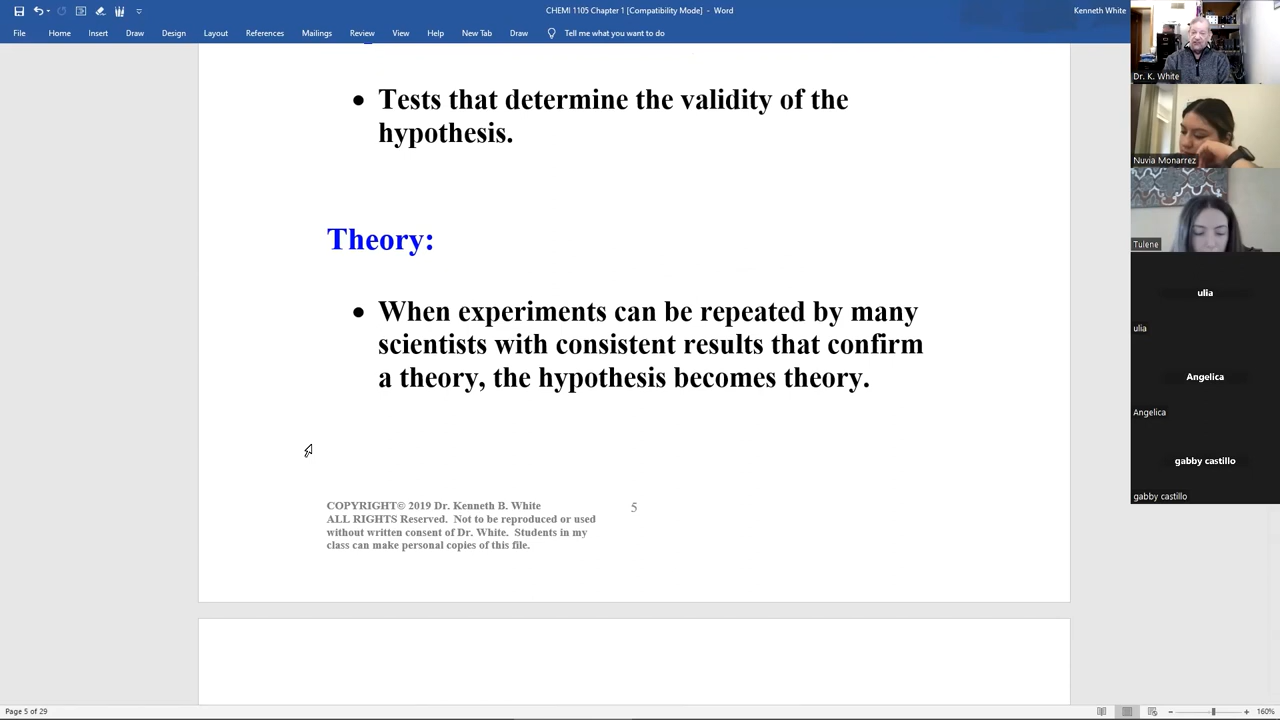 CHEMI 1105 Chapter 1 [Compatibility Mode] - Word
Kenneth White
File Home Insert Draw Design Layout References Mailings Review View Help New Tab Draw Tell me what you want to do
• Tests that determine the validity of the
hypothesis.
Theory:
• When experiments can be repeated by many
scientists with consistent results that confirm
a theory, the hypothesis becomes theory.
COPYRIGHT© 2019 Dr. Kenneth B. White
ALL RIGHTS Reserved. Not to be reproduced or used
without written consent of Dr. White. Students in my
class can make personal copies of this file.
5
Page 5 of 29
160%
Dr. K. White
Nuvia Monarrez
Tulene
ulia
ulia
Angelica
Angelica
gabby castillo
gabby castillo